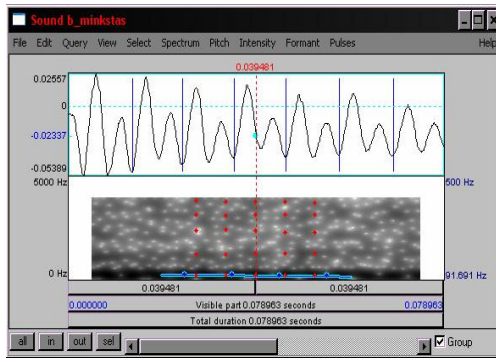 Sound b_minkstas
File Edit Query View Select Spectrum Pitch Intensity Formant Pulses Help
0.039481
0.02557
0
-0.02337
-0.05389
5000 Hz 500 Hz
0 Hz 91.691 Hz
0.039481 0.039481
0.000000 Visible part 0.078963 seconds 0.078963
Total duration 0.078963 seconds
all in out sel Group